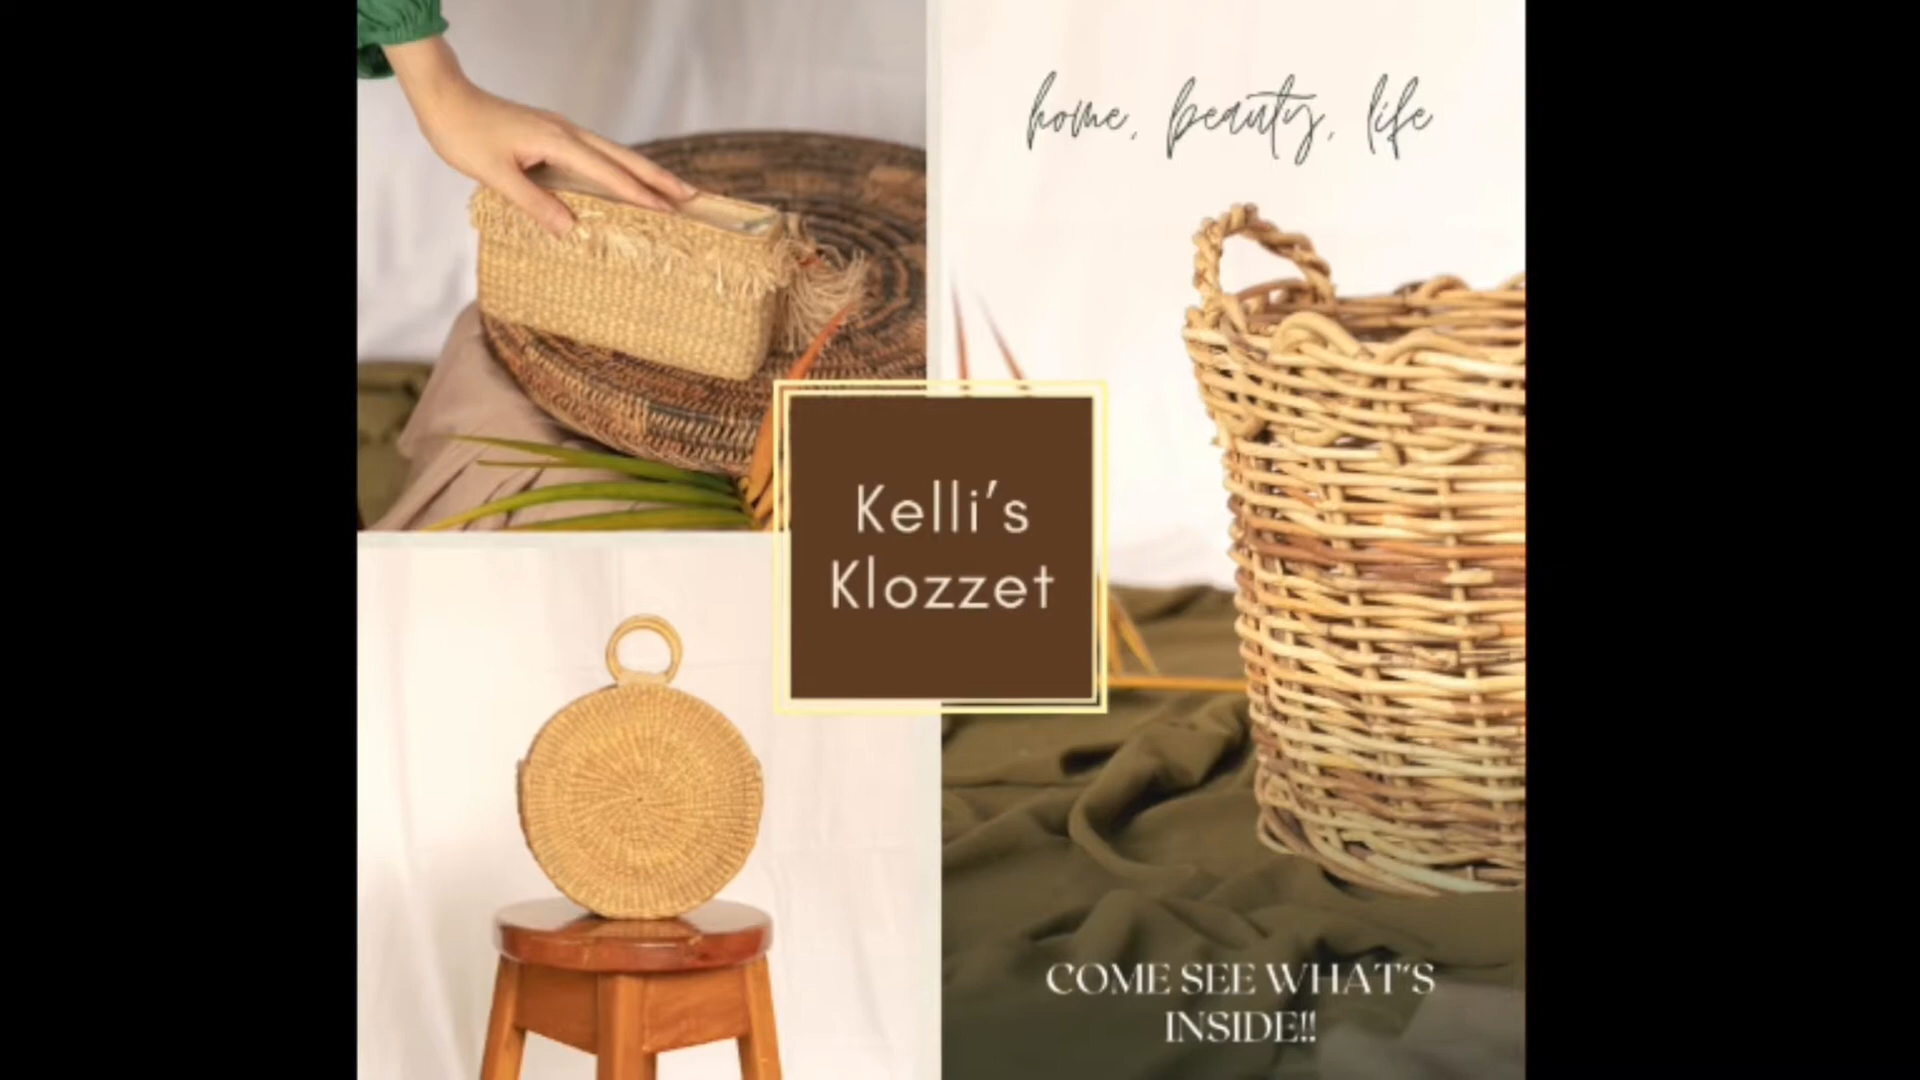 home, beauty, life
Kelli’s
Klozzet
COME SEE WHAT’S
INSIDE!!